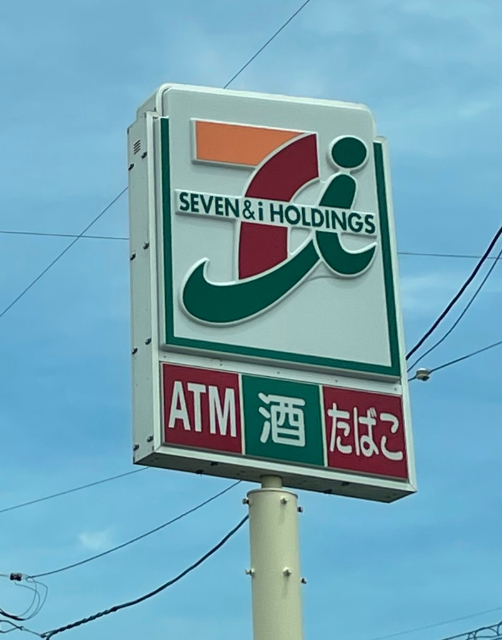 SEVEN&i HOLDINGS
ATM 酒 たばこ